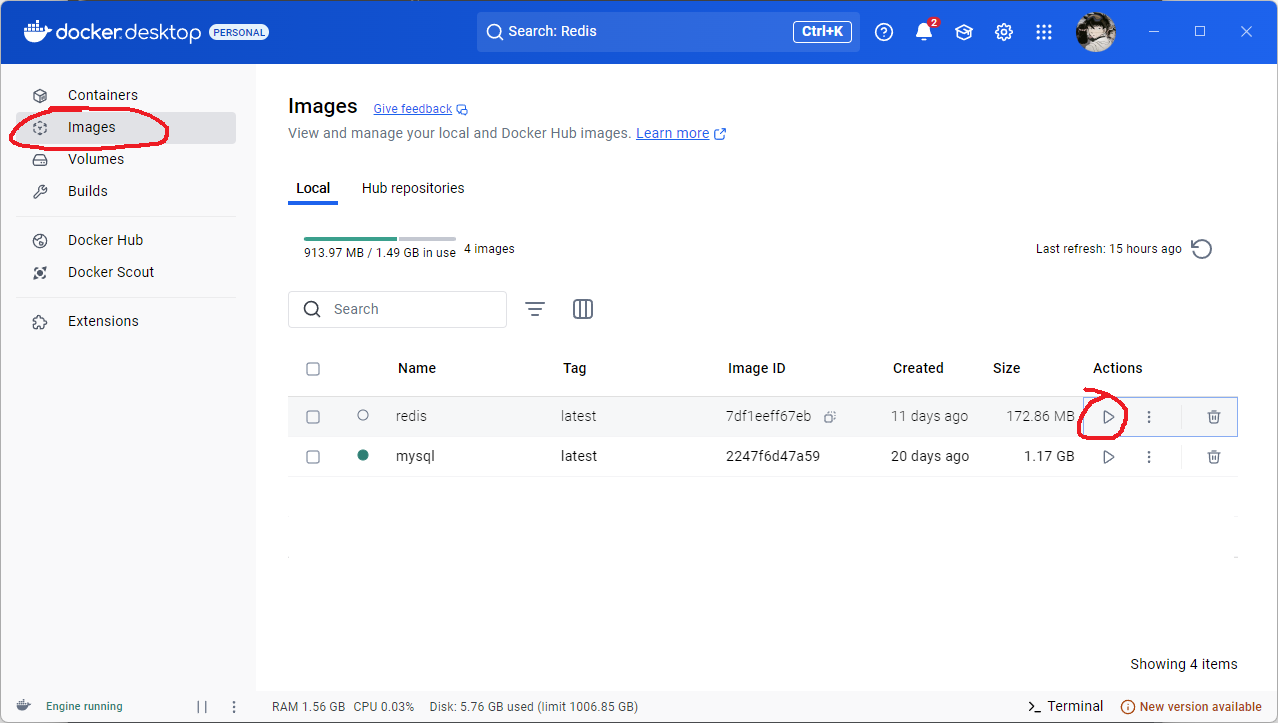 docker.desktop PERSONAL
Search: Redis
Ctrl+K
2
Containers
Images
Volumes
Builds
Docker Hub
Docker Scout
Extensions
Images Give feedback
View and manage your local and Docker Hub images. Learn more
Local Hub repositories
913.97 MB / 1.49 GB in use 4 images
Last refresh: 15 hours ago
Search
Name Tag Image ID Created Size Actions
redis latest 7df1eeff67eb 11 days ago 172.86 MB
mysql latest 2247f6d47a59 20 days ago 1.17 GB
Showing 4 items
Engine running RAM 1.56 GB CPU 0.03% Disk: 5.76 GB used (limit 1006.85 GB) >_ Terminal New version available